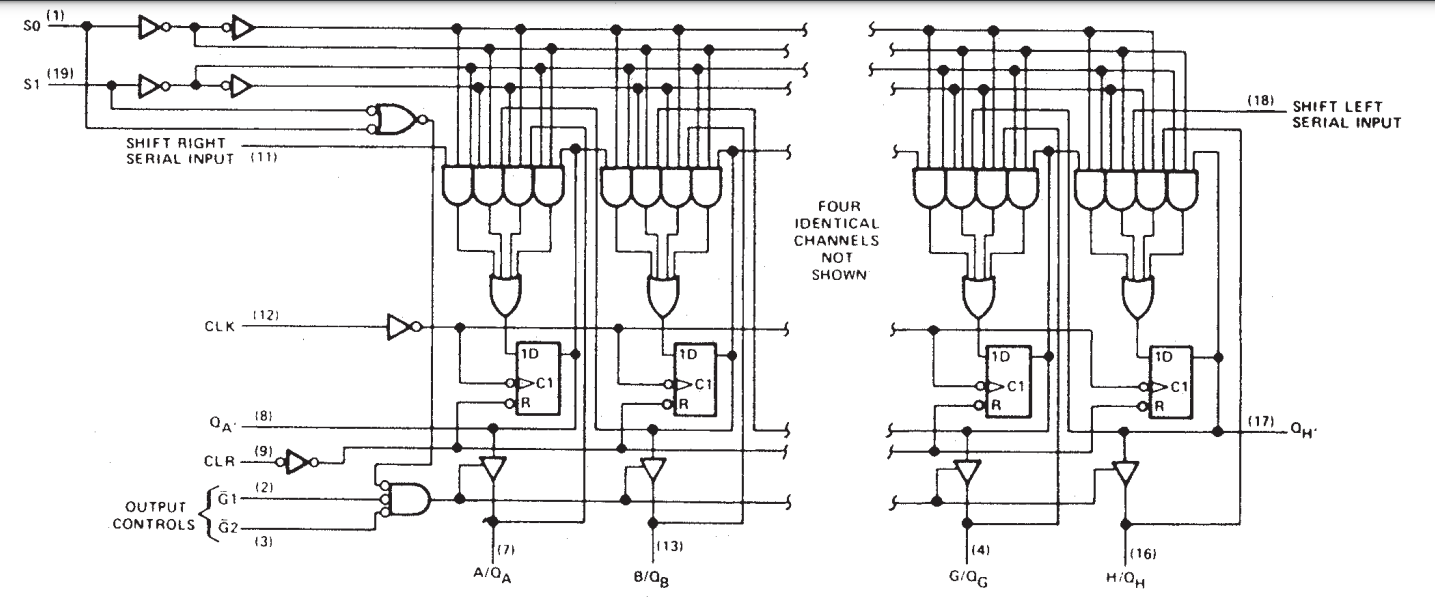 S0 (1)
S1 (19)
(18) SHIFT LEFT
SERIAL INPUT
SHIFT RIGHT
SERIAL INPUT (11)
FOUR
IDENTICAL
CHANNELS
NOT
SHOWN
CLK (12)
1D
C1
R
1D
C1
R
1D
C1
R
1D
C1
R
QA' (8)
(17) QH'
CLR (9)
OUTPUT
CONTROLS
G̅1 (2)
G̅2
(3)
(7)
A/QA
(13)
B/QB
(4)
G/QG
(16)
H/QH